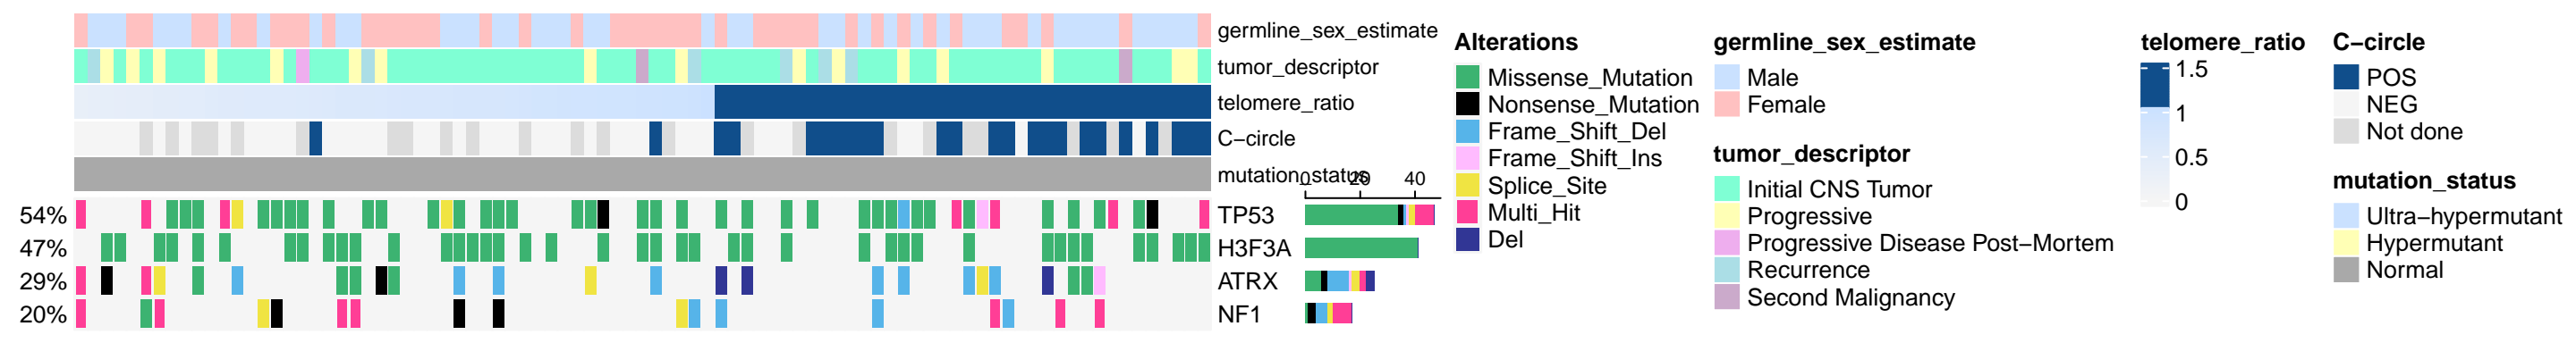 germline_sex_estimate
tumor_descriptor
telomere_ratio
C−circle
mutation_status
0 20 40
54% TP53
47% H3F3A
29% ATRX
20% NF1
Alterations
Missense_Mutation
Nonsense_Mutation
Frame_Shift_Del
Frame_Shift_Ins
Splice_Site
Multi_Hit
Del
germline_sex_estimate
Male
Female
tumor_descriptor
Initial CNS Tumor
Progressive
Progressive Disease Post−Mortem
Recurrence
Second Malignancy
telomere_ratio
1.5
1
0.5
0
C−circle
POS
NEG
Not done
mutation_status
Ultra−hypermutant
Hypermutant
Normal